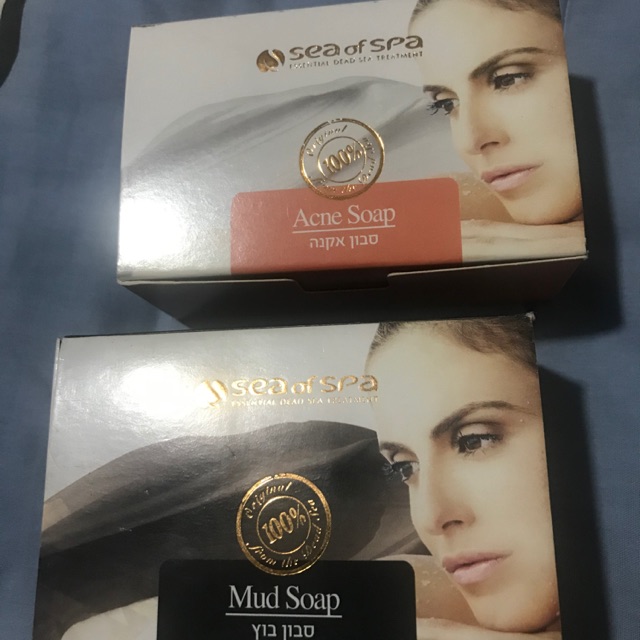 sea of spa
ESSENTIAL DEAD SEA TREATMENT
Original
100%
Acne Soap
סבון אקנה
sea of spa
ESSENTIAL DEAD SEA TREATMENT
Original
100%
from the Dead Sea
Mud Soap
סבון בוץ